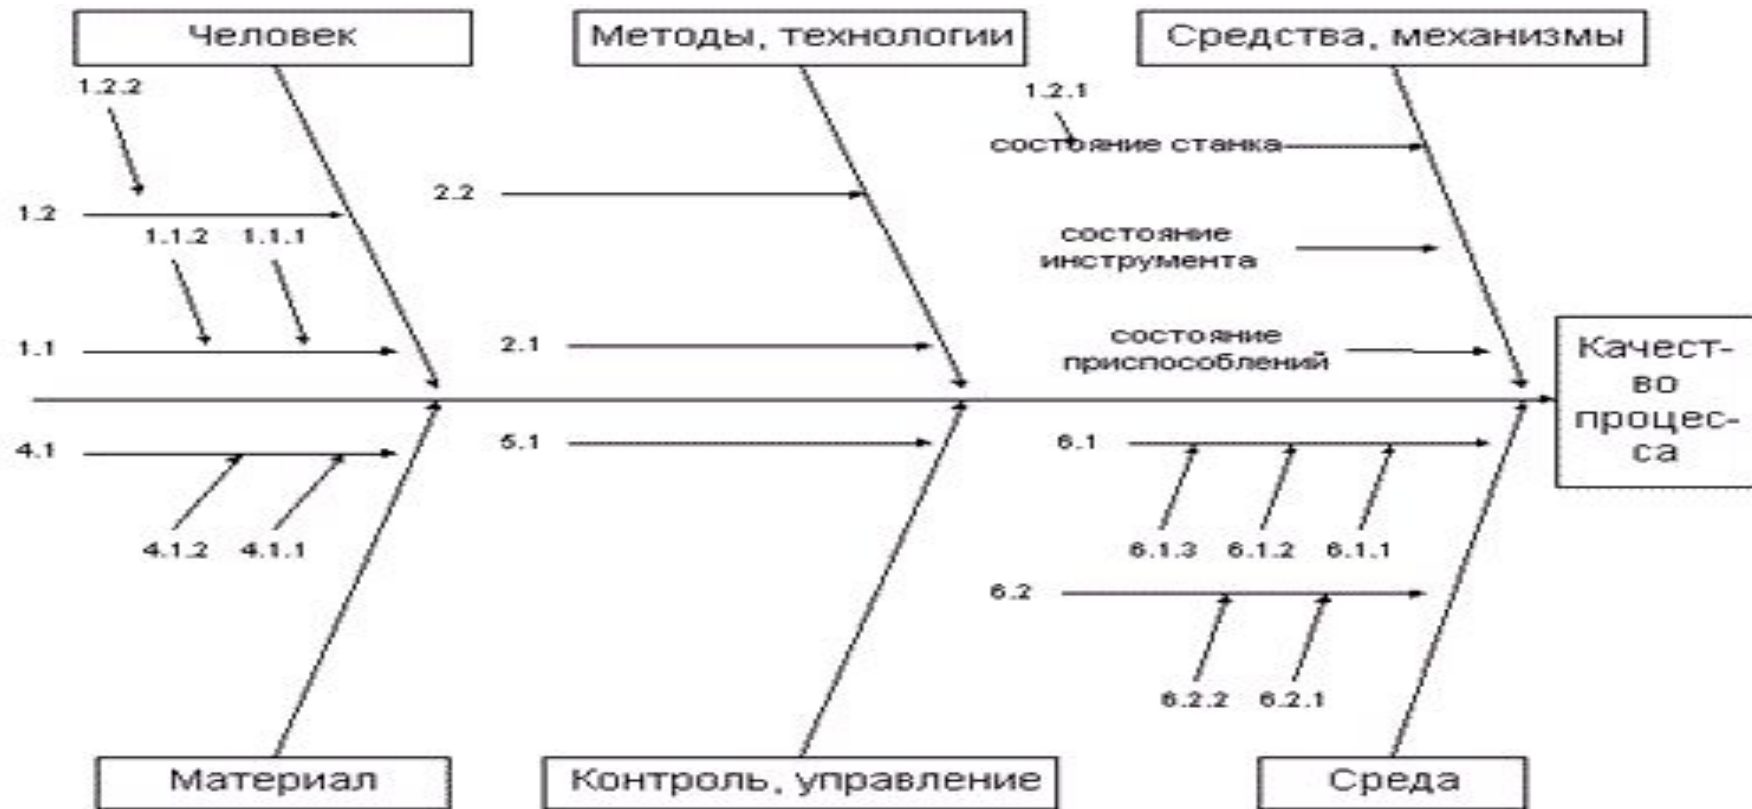 Человек
Методы, технологии
Средства, механизмы
1.2.2
1.2.1
состояние станка
1.2
2.2
1.1.2
1.1.1
состояние
инструмента
1.1
2.1
состояние
приспособлений
Качест-
во
процес-
са
4.1
5.1
6.1
4.1.2
4.1.1
6.1.3
6.1.2
6.1.1
6.2
6.2.2
6.2.1
Материал
Контроль, управление
Среда